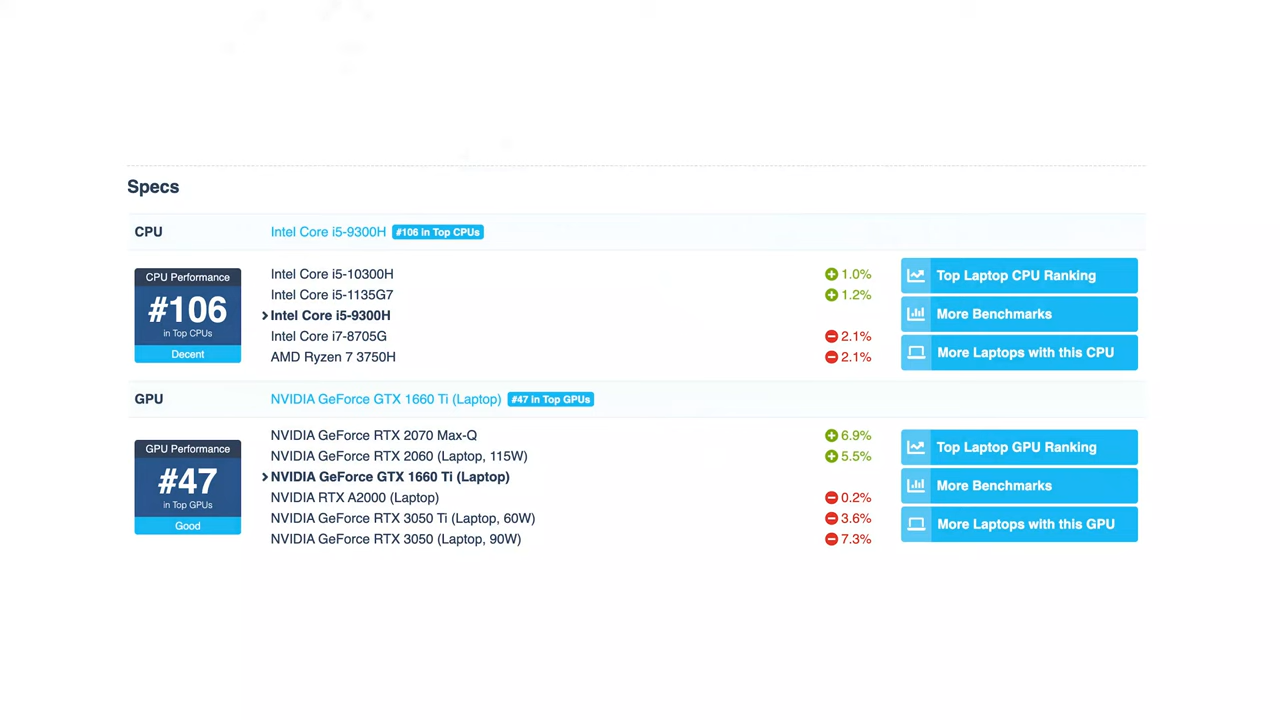 Specs
CPU Intel Core i5-9300H #106 in Top CPUs
CPU Performance
#106
in Top CPUs
Decent
Intel Core i5-10300H 1.0%
Intel Core i5-1135G7 1.2%
Intel Core i5-9300H
Intel Core i7-8705G 2.1%
AMD Ryzen 7 3750H 2.1%
Top Laptop CPU Ranking
More Benchmarks
More Laptops with this CPU
GPU NVIDIA GeForce GTX 1660 Ti (Laptop) #47 in Top GPUs
GPU Performance
#47
in Top GPUs
Good
NVIDIA GeForce RTX 2070 Max-Q 6.9%
NVIDIA GeForce RTX 2060 (Laptop, 115W) 5.5%
NVIDIA GeForce GTX 1660 Ti (Laptop)
NVIDIA RTX A2000 (Laptop) 0.2%
NVIDIA GeForce RTX 3050 Ti (Laptop, 60W) 3.6%
NVIDIA GeForce RTX 3050 (Laptop, 90W) 7.3%
Top Laptop GPU Ranking
More Benchmarks
More Laptops with this GPU